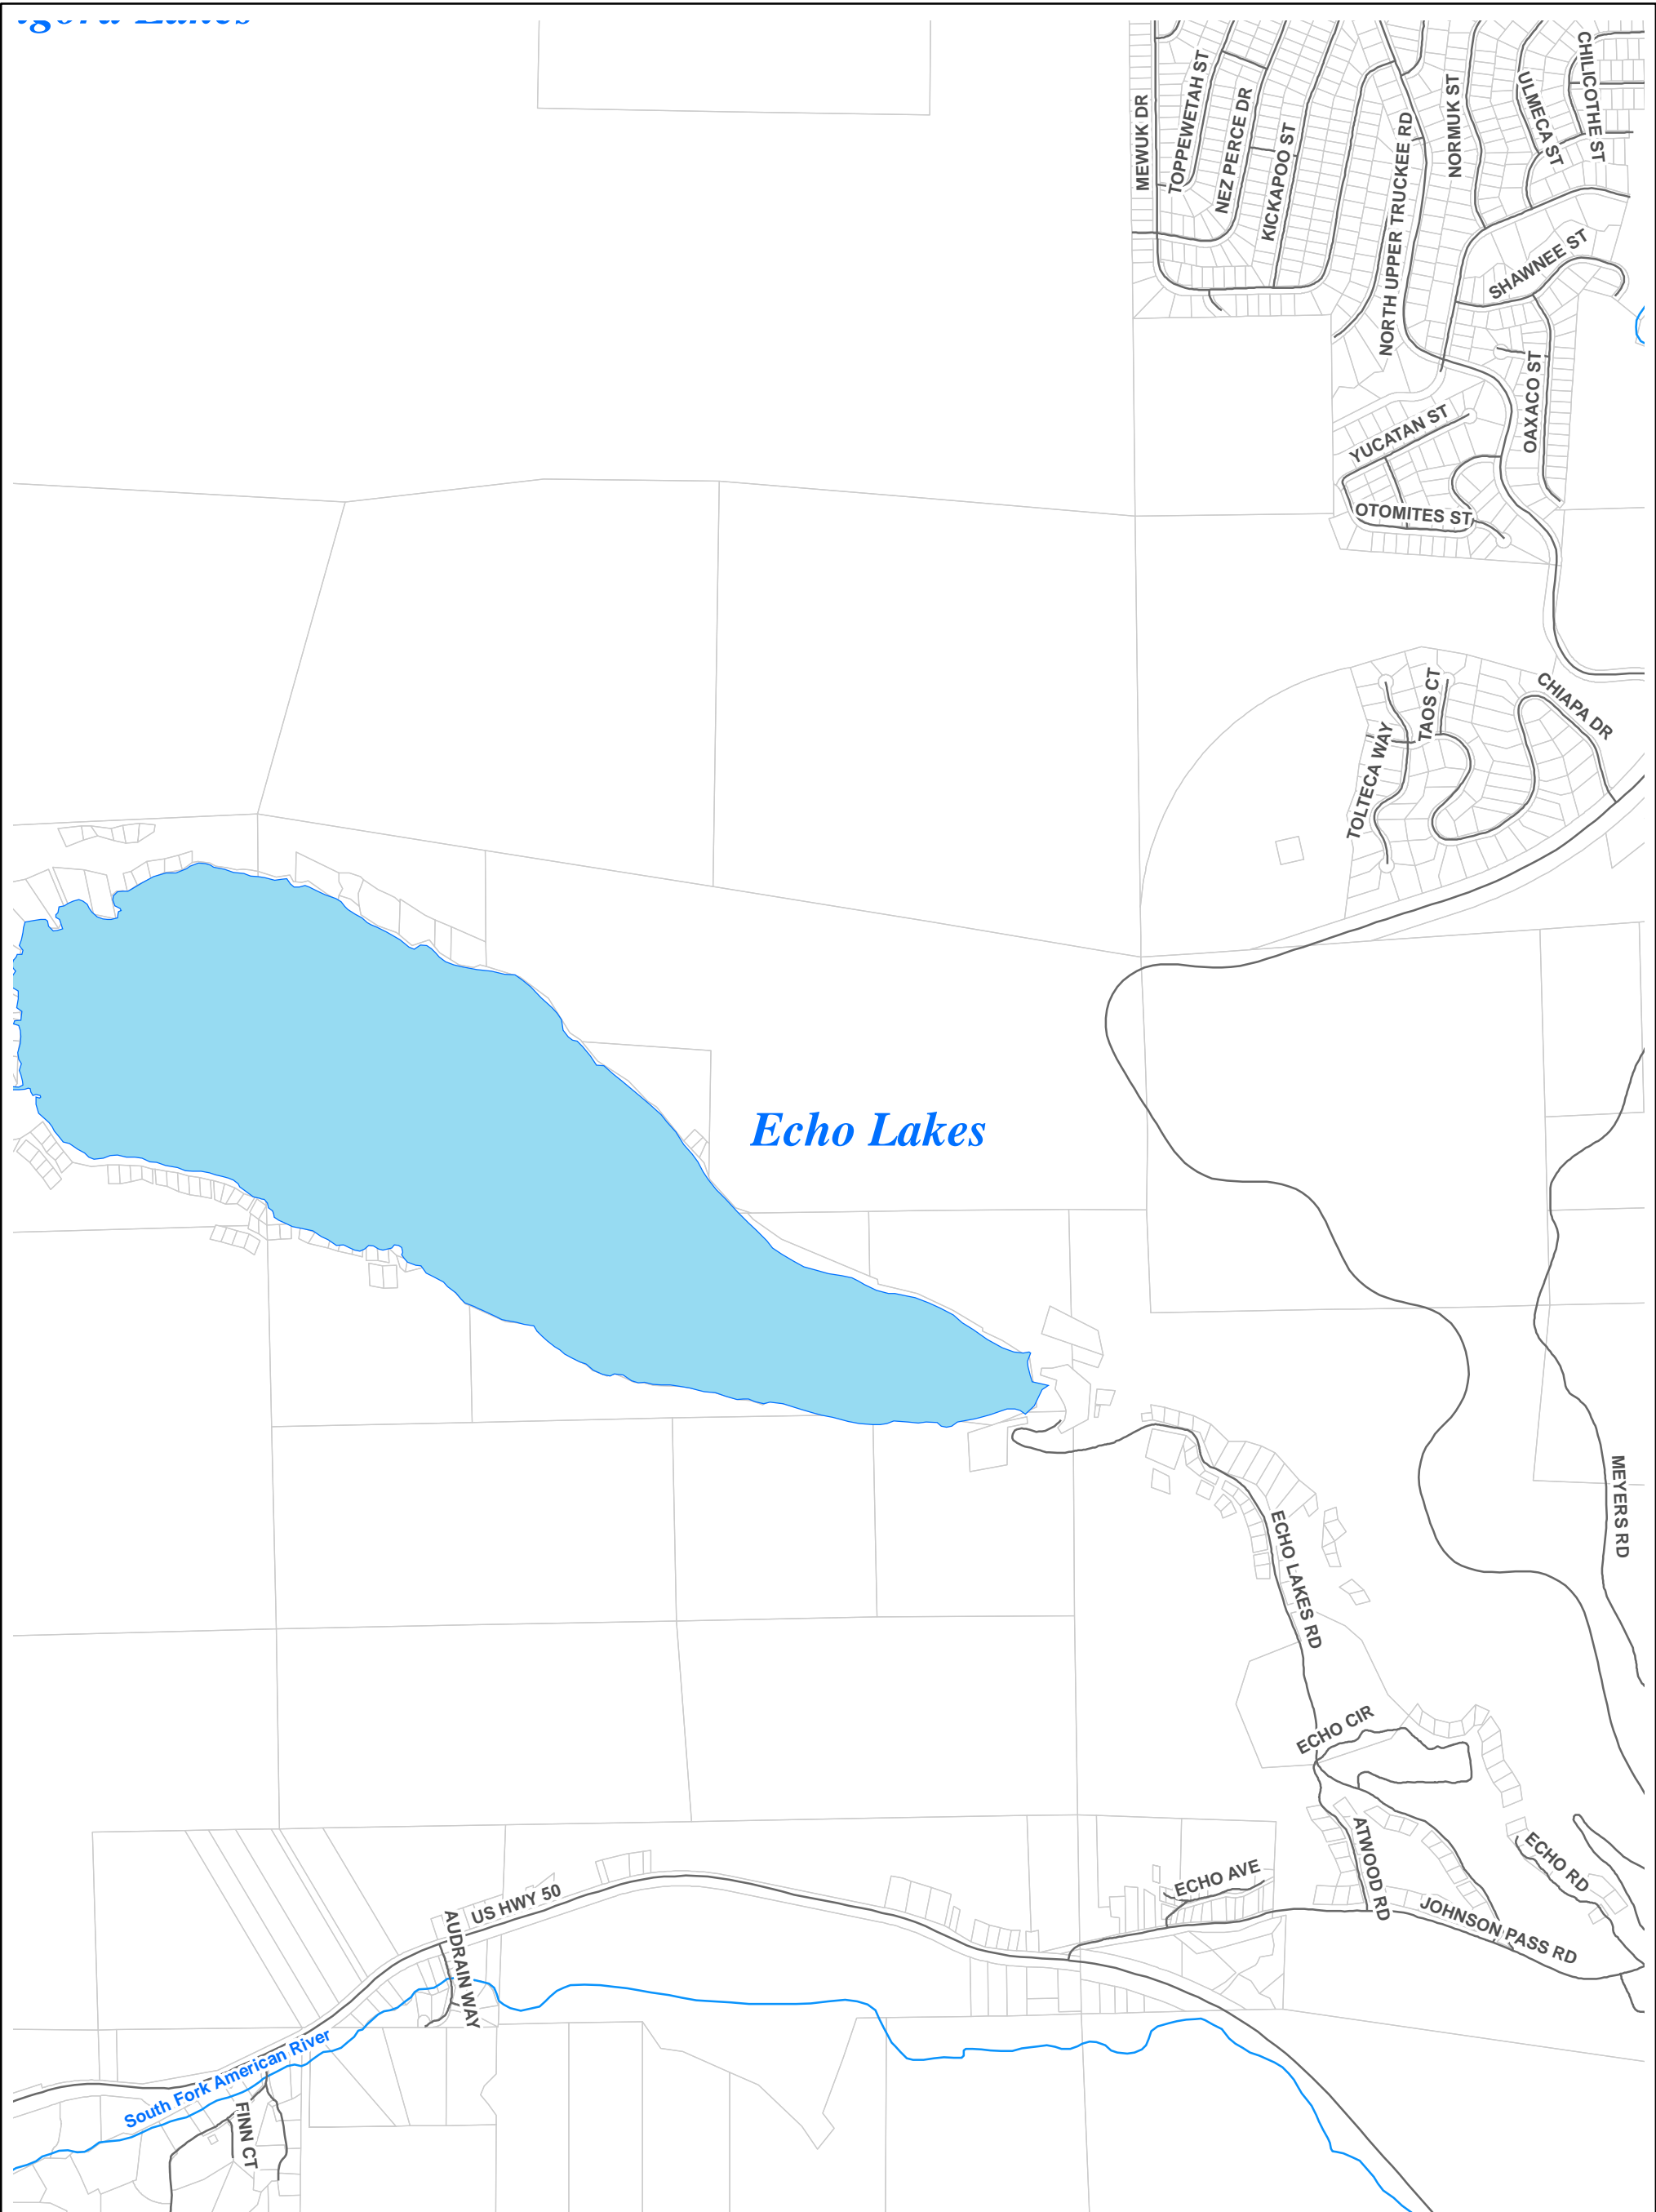 Lakes
MEWUK DR
TOPPEWETAH ST
NEZ PERCE DR
KICKAPOO ST
NORTH UPPER TRUCKEE RD
NORMUK ST
ULMECA ST
CHILICOTHE ST
SHAWNEE ST
OAXACO ST
YUCATAN ST
OTOMITES ST
CHIAPA DR
TAOS CT
TOLTECA WAY
Echo Lakes
MEYERS RD
ECHO LAKES RD
ECHO CIR
ATWOOD RD
ECHO RD
ECHO AVE
JOHNSON PASS RD
US HWY 50
AUDRAIN WAY
South Fork American River
FINN CT